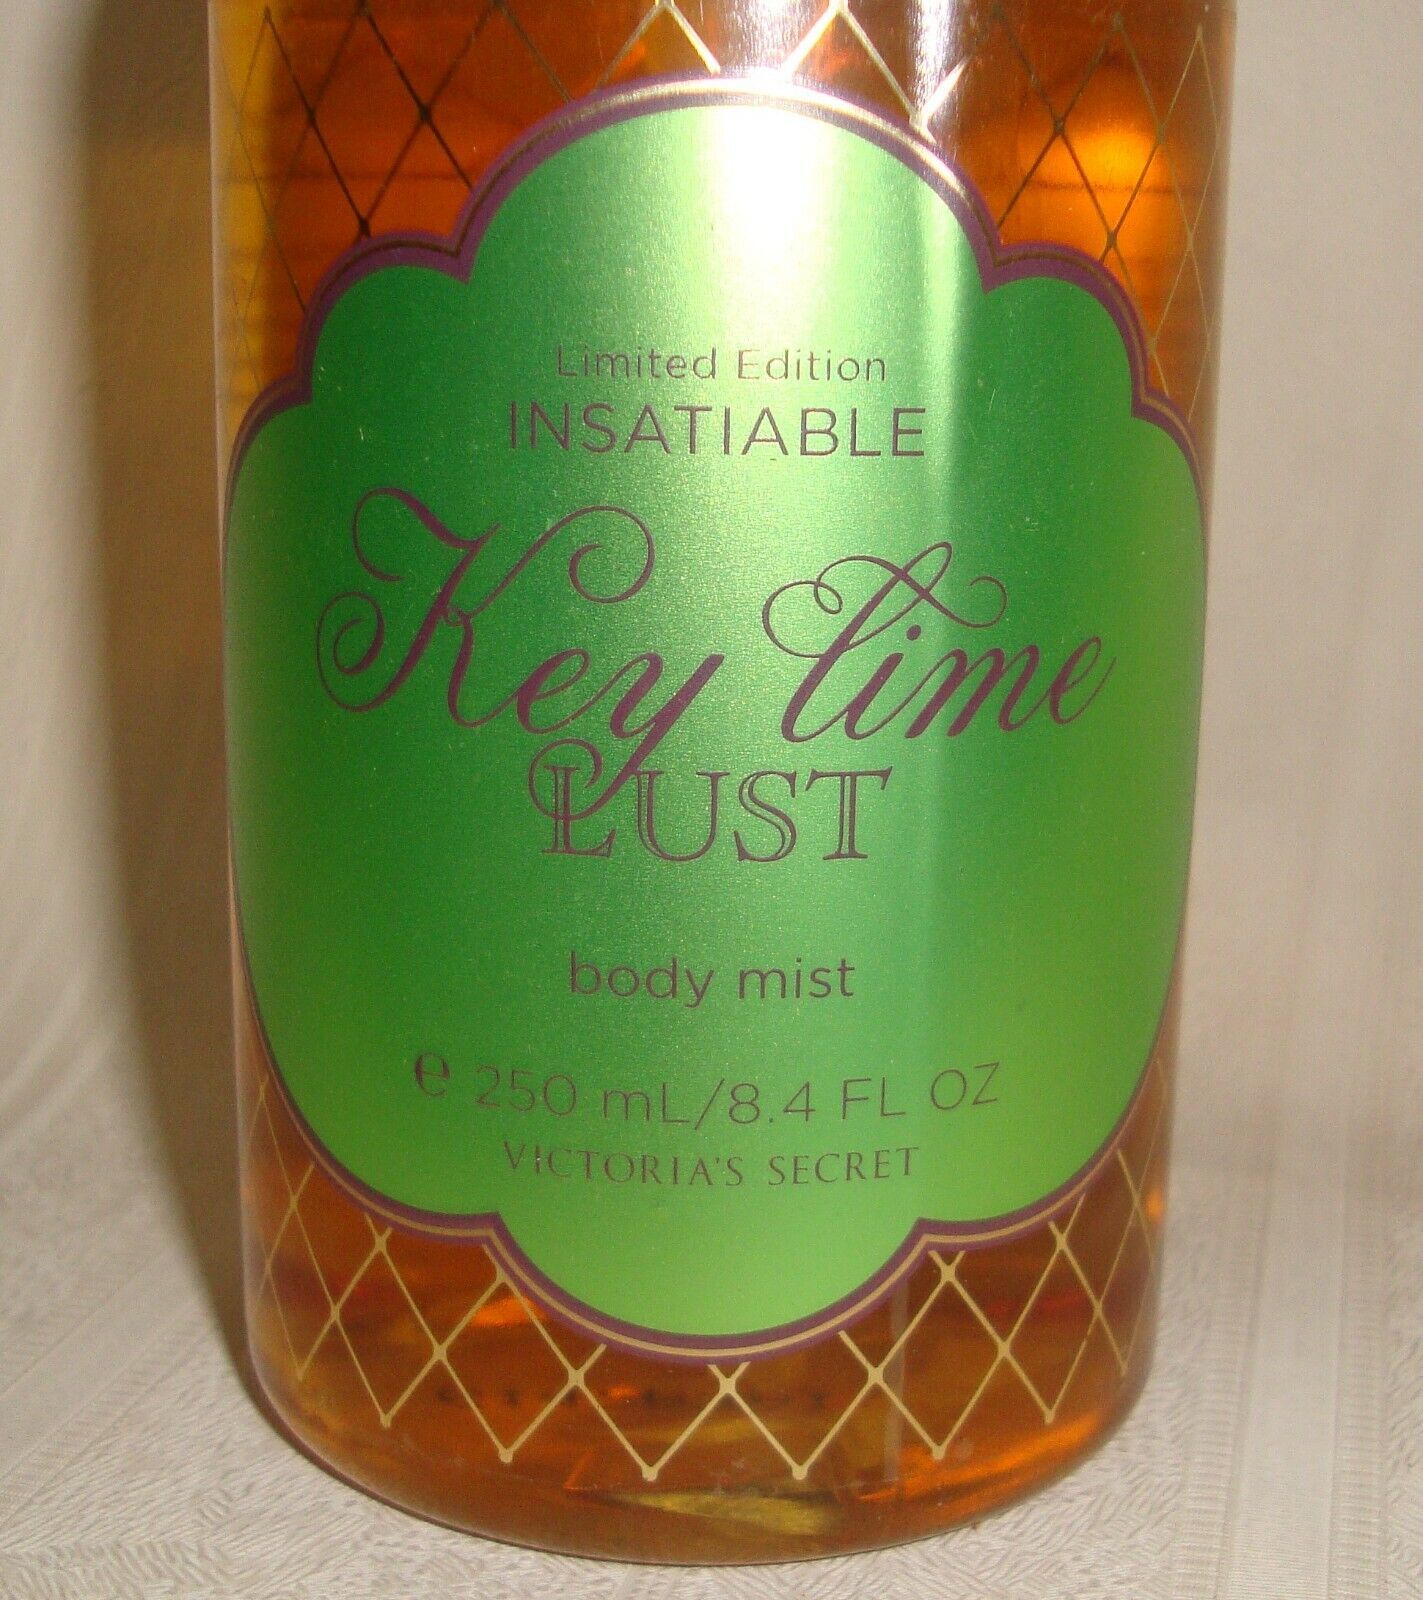 Limited Edition
INSATIABLE
Key lime
LUST
body mist
℮ 250 mL/8.4 FL OZ
VICTORIA'S SECRET